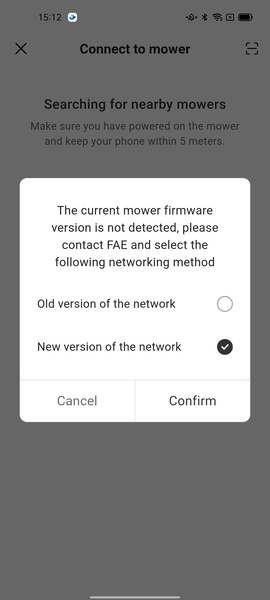 15:12
Connect to mower
Searching for nearby mowers
Make sure you have powered on the mower
and keep your phone within 5 meters.
The current mower firmware
version is not detected, please
contact FAE and select the
following networking method
Old version of the network
New version of the network
Cancel
Confirm